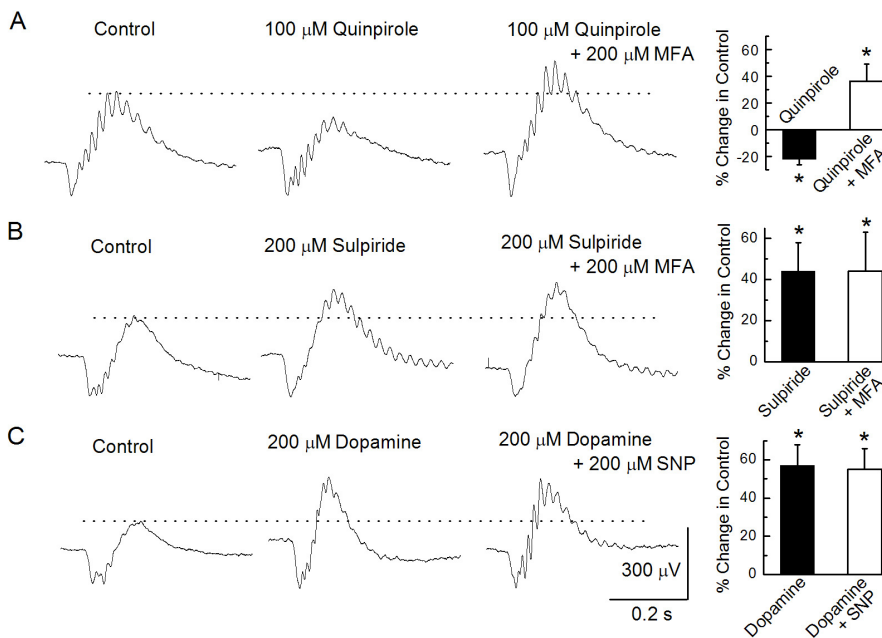 A
Control
100 μM Quinpirole
100 μM Quinpirole
+ 200 μM MFA
% Change in Control
60
40
20
0
-20
Quinpirole
*
*
Quinpirole
+ MFA
B
Control
200 μM Sulpiride
200 μM Sulpiride
+ 200 μM MFA
% Change in Control
60
40
20
0
*
*
Sulpiride
Sulpiride
+ MFA
C
Control
200 μM Dopamine
200 μM Dopamine
+ 200 μM SNP
300 μV
0.2 s
% Change in Control
60
40
20
0
*
*
Dopamine
Dopamine
+ SNP